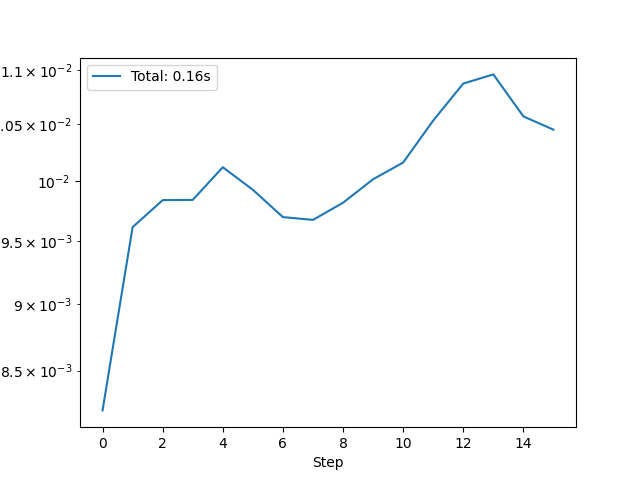 1.1 × 10⁻²
Total: 0.16s
.05 × 10⁻²
10⁻²
9.5 × 10⁻³
9 × 10⁻³
8.5 × 10⁻³
0 2 4 6 8 10 12 14
Step